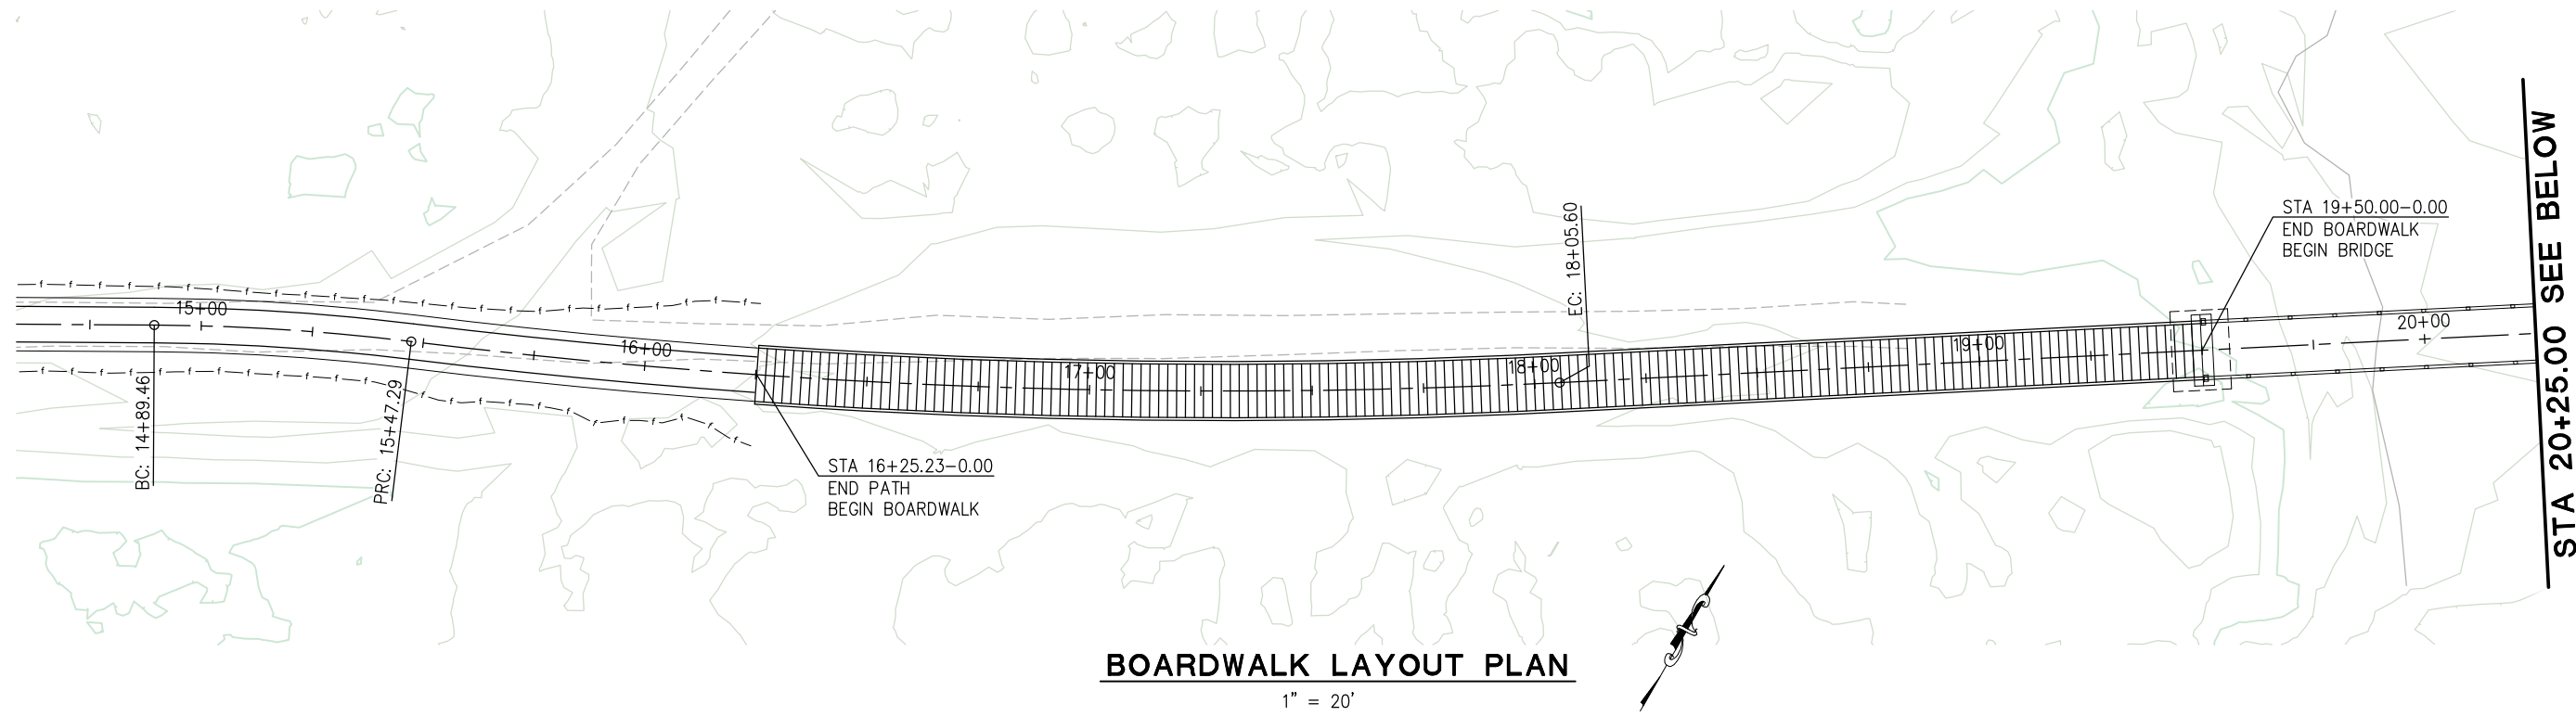 STA 19+50.00-0.00
END BOARDWALK
BEGIN BRIDGE
EC: 18+05.60
15+00
16+00
17+00
18+00
19+00
20+00
BC: 14+89.46
PRC: 15+47.29
STA 16+25.23-0.00
END PATH
BEGIN BOARDWALK
STA 20+25.00 SEE BELOW
BOARDWALK LAYOUT PLAN
1" = 20'